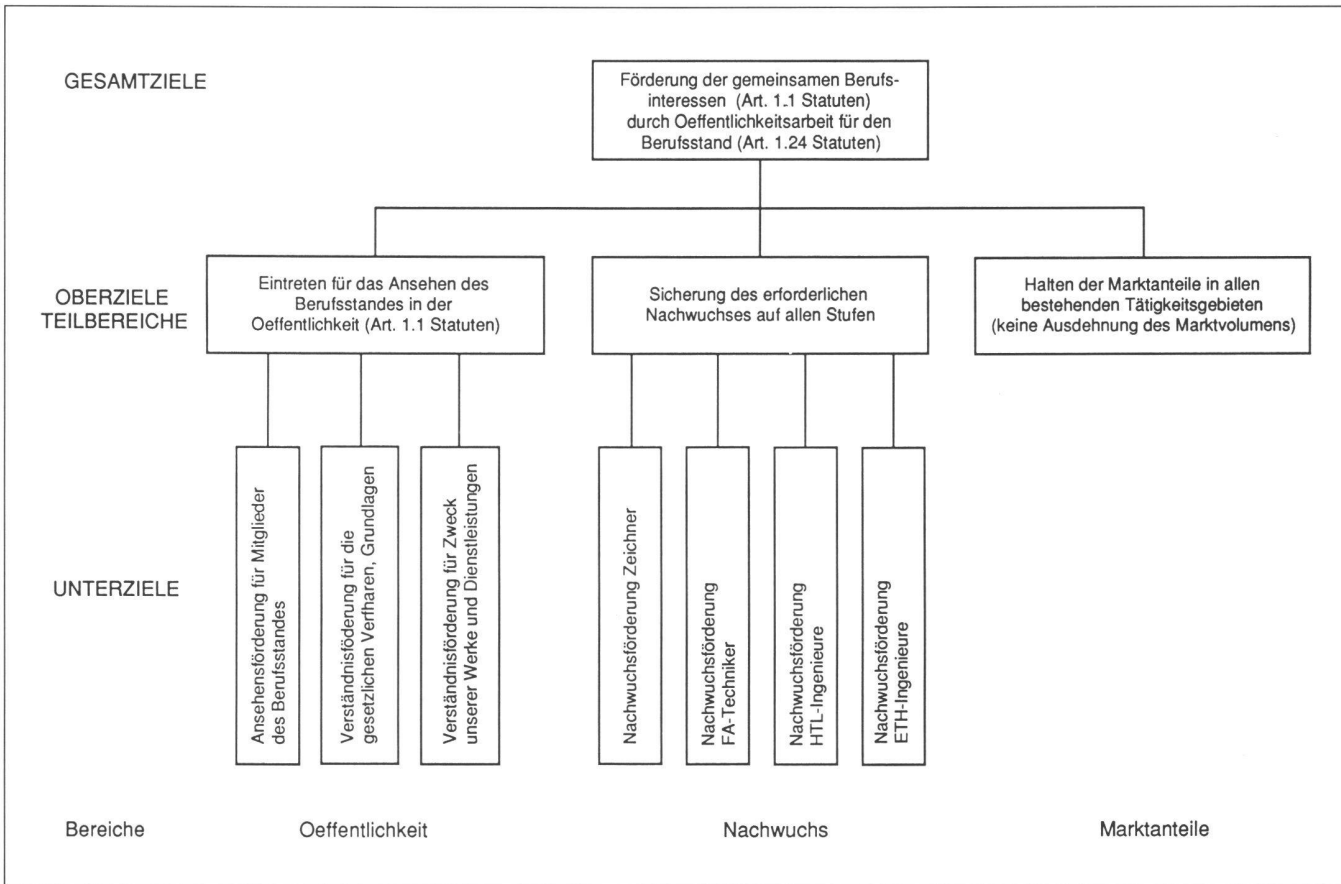 GESAMTZIELE
Förderung der gemeinsamen Berufs-
interessen (Art. 1.1 Statuten)
durch Oeffentlichkeitsarbeit für den
Berufsstand (Art. 1.24 Statuten)
OBERZIELE
TEILBEREICHE
Eintreten für das Ansehen des
Berufsstandes in der
Oeffentlichkeit (Art. 1.1 Statuten)
Sicherung des erforderlichen
Nachwuchses auf allen Stufen
Halten der Marktanteile in allen
bestehenden Tätigkeitsgebieten
(keine Ausdehnung des Marktvolumens)
UNTERZIELE
Ansehensförderung für Mitglieder
des Berufsstandes
Verständnisföderung für die
gesetzlichen Verfharen, Grundlagen
Verständnisförderung für Zweck
unserer Werke und Dienstleistungen
Nachwuchsförderung Zeichner
Nachwuchsförderung
FA-Techniker
Nachwuchsförderung
HTL-Ingenieure
Nachwuchsförderung
ETH-Ingenieure
Bereiche
Oeffentlichkeit
Nachwuchs
Marktanteile